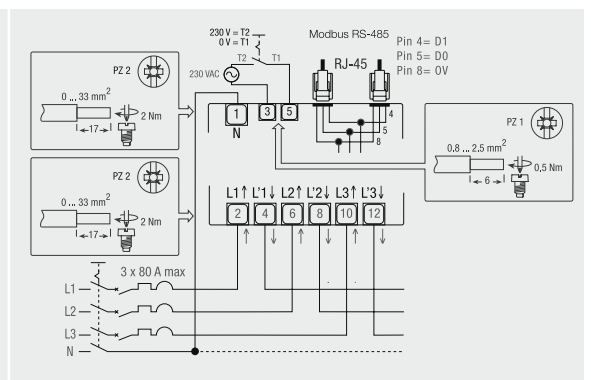 230 V = T2
0 V = T1
T2 T1
230 VAC
Modbus RS-485
RJ-45
Pin 4= D1
Pin 5= D0
Pin 8= 0V
4
5
8
PZ 2
0 ... 33 mm2
2 Nm
17
PZ 2
0 ... 33 mm2
2 Nm
17
PZ 1
0.8 ... 2.5 mm2
0,5 Nm
6
1 3 5
N
L1 L'1 L2 L'2 L3 L'3
2 4 6 8 10 12
3 x 80 A max
L1
L2
L3
N